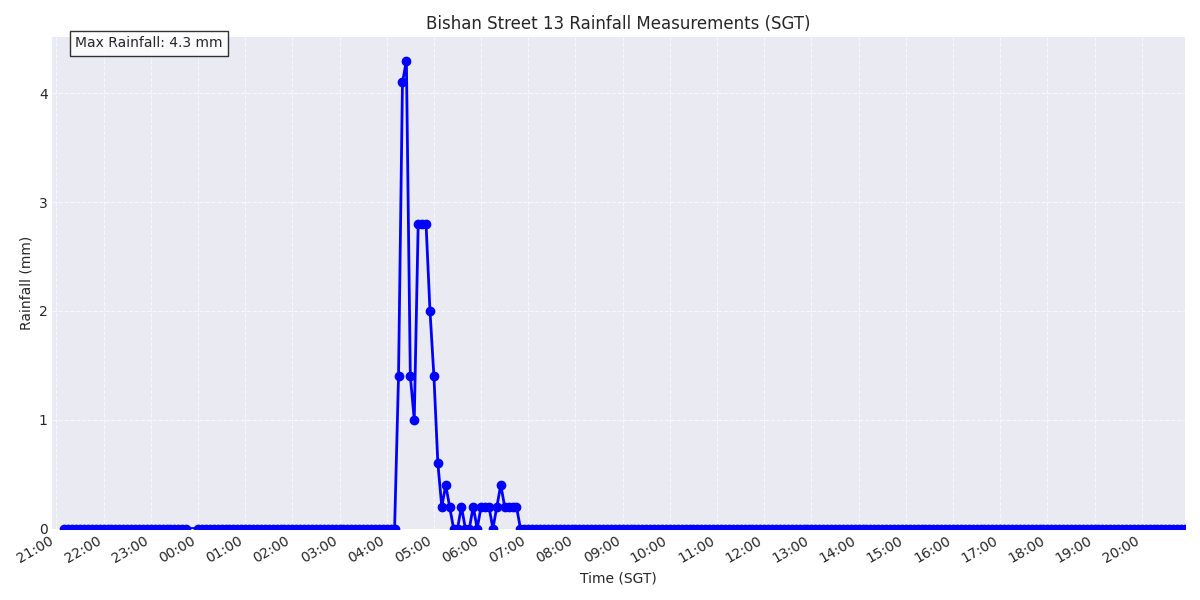 Bishan Street 13 Rainfall Measurements (SGT)
Max Rainfall: 4.3 mm
Rainfall (mm)
4
3
2
1
0
21:00 22:00 23:00 00:00 01:00 02:00 03:00 04:00 05:00 06:00 07:00 08:00 09:00 10:00 11:00 12:00 13:00 14:00 15:00 16:00 17:00 18:00 19:00 20:00
Time (SGT)